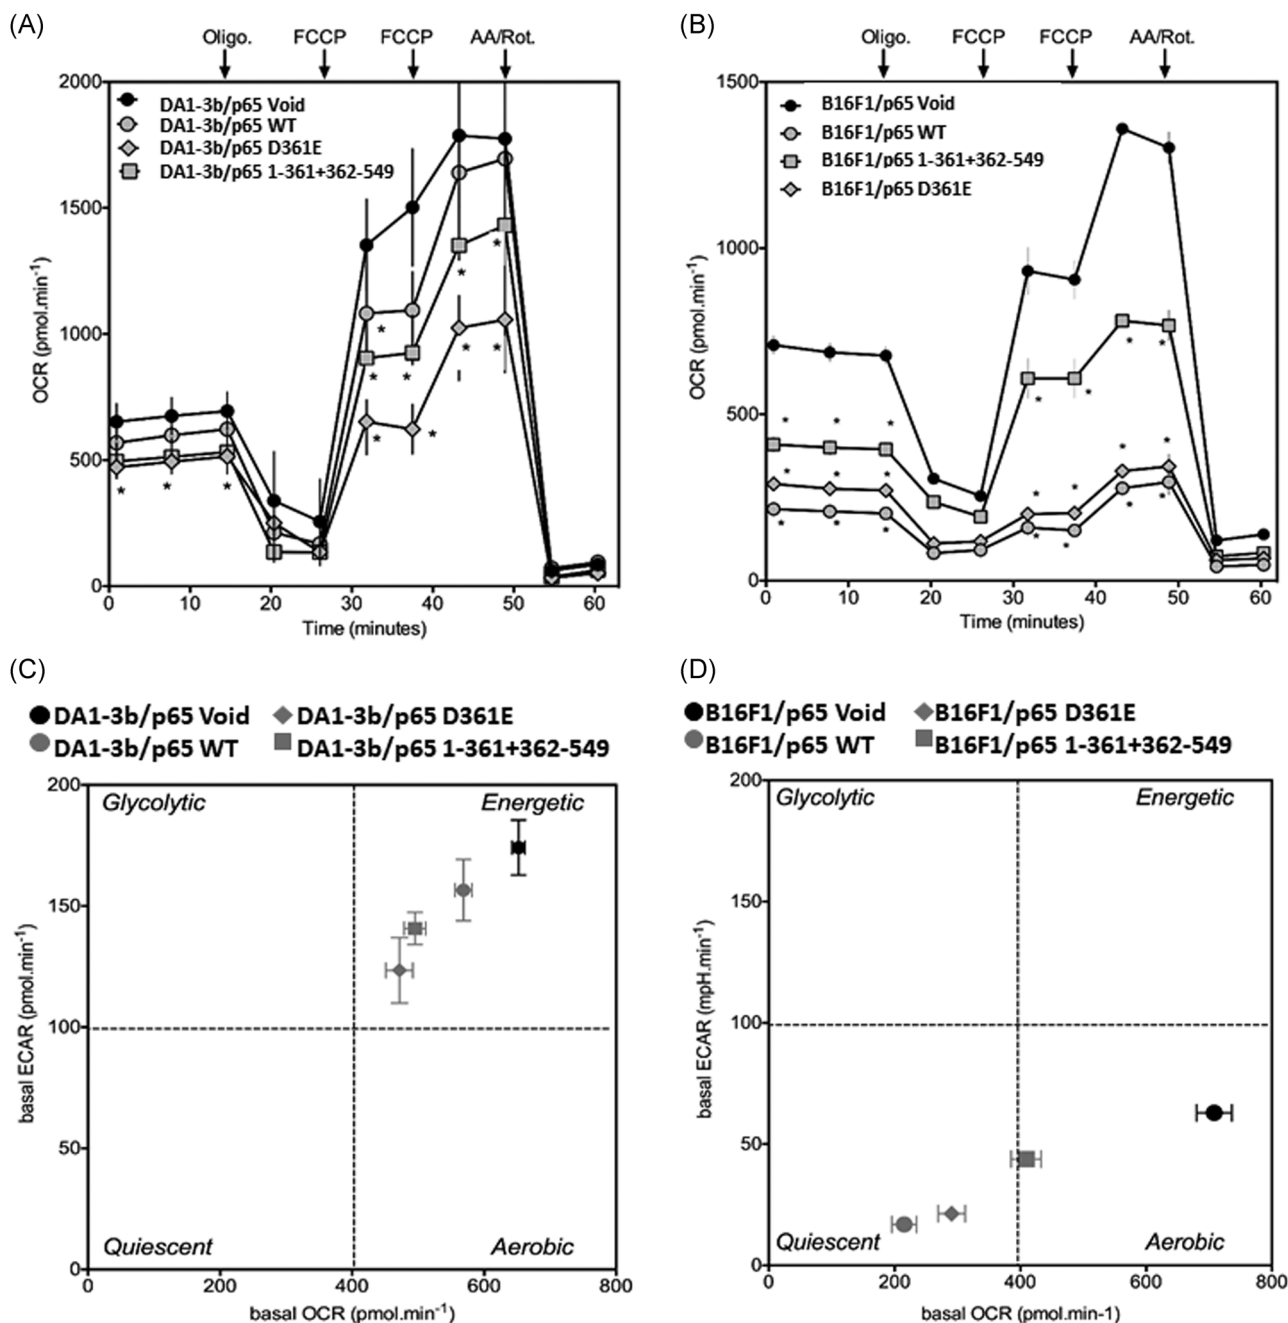 (A)
Oligo. FCCP FCCP AA/Rot.
2000
1500
1000
500
0
OCR (pmol.min-1)
DA1-3b/p65 Void
DA1-3b/p65 WT
DA1-3b/p65 D361E
DA1-3b/p65 1-361+362-549
* * * * * * * * * * * *
0 10 20 30 40 50 60
Time (minutes)
(B)
Oligo. FCCP FCCP AA/Rot.
1500
1000
500
0
OCR (pmol.min-1)
B16F1/p65 Void
B16F1/p65 WT
B16F1/p65 1-361+362-549
B16F1/p65 D361E
* * * * * * * * * * * * * * * * * * * * *
0 10 20 30 40 50 60
Time (minutes)
(C)
DA1-3b/p65 Void DA1-3b/p65 D361E
DA1-3b/p65 WT DA1-3b/p65 1-361+362-549
200
150
100
50
0
basal ECAR (pmol.min-1)
Glycolytic Energetic
Quiescent Aerobic
0 200 400 600 800
basal OCR (pmol.min-1)
(D)
B16F1/p65 Void B16F1/p65 D361E
B16F1/p65 WT B16F1/p65 1-361+362-549
200
150
100
50
0
basal ECAR (mpH.min-1)
Glycolytic Energetic
Quiescent Aerobic
0 200 400 600 800
basal OCR (pmol.min-1)